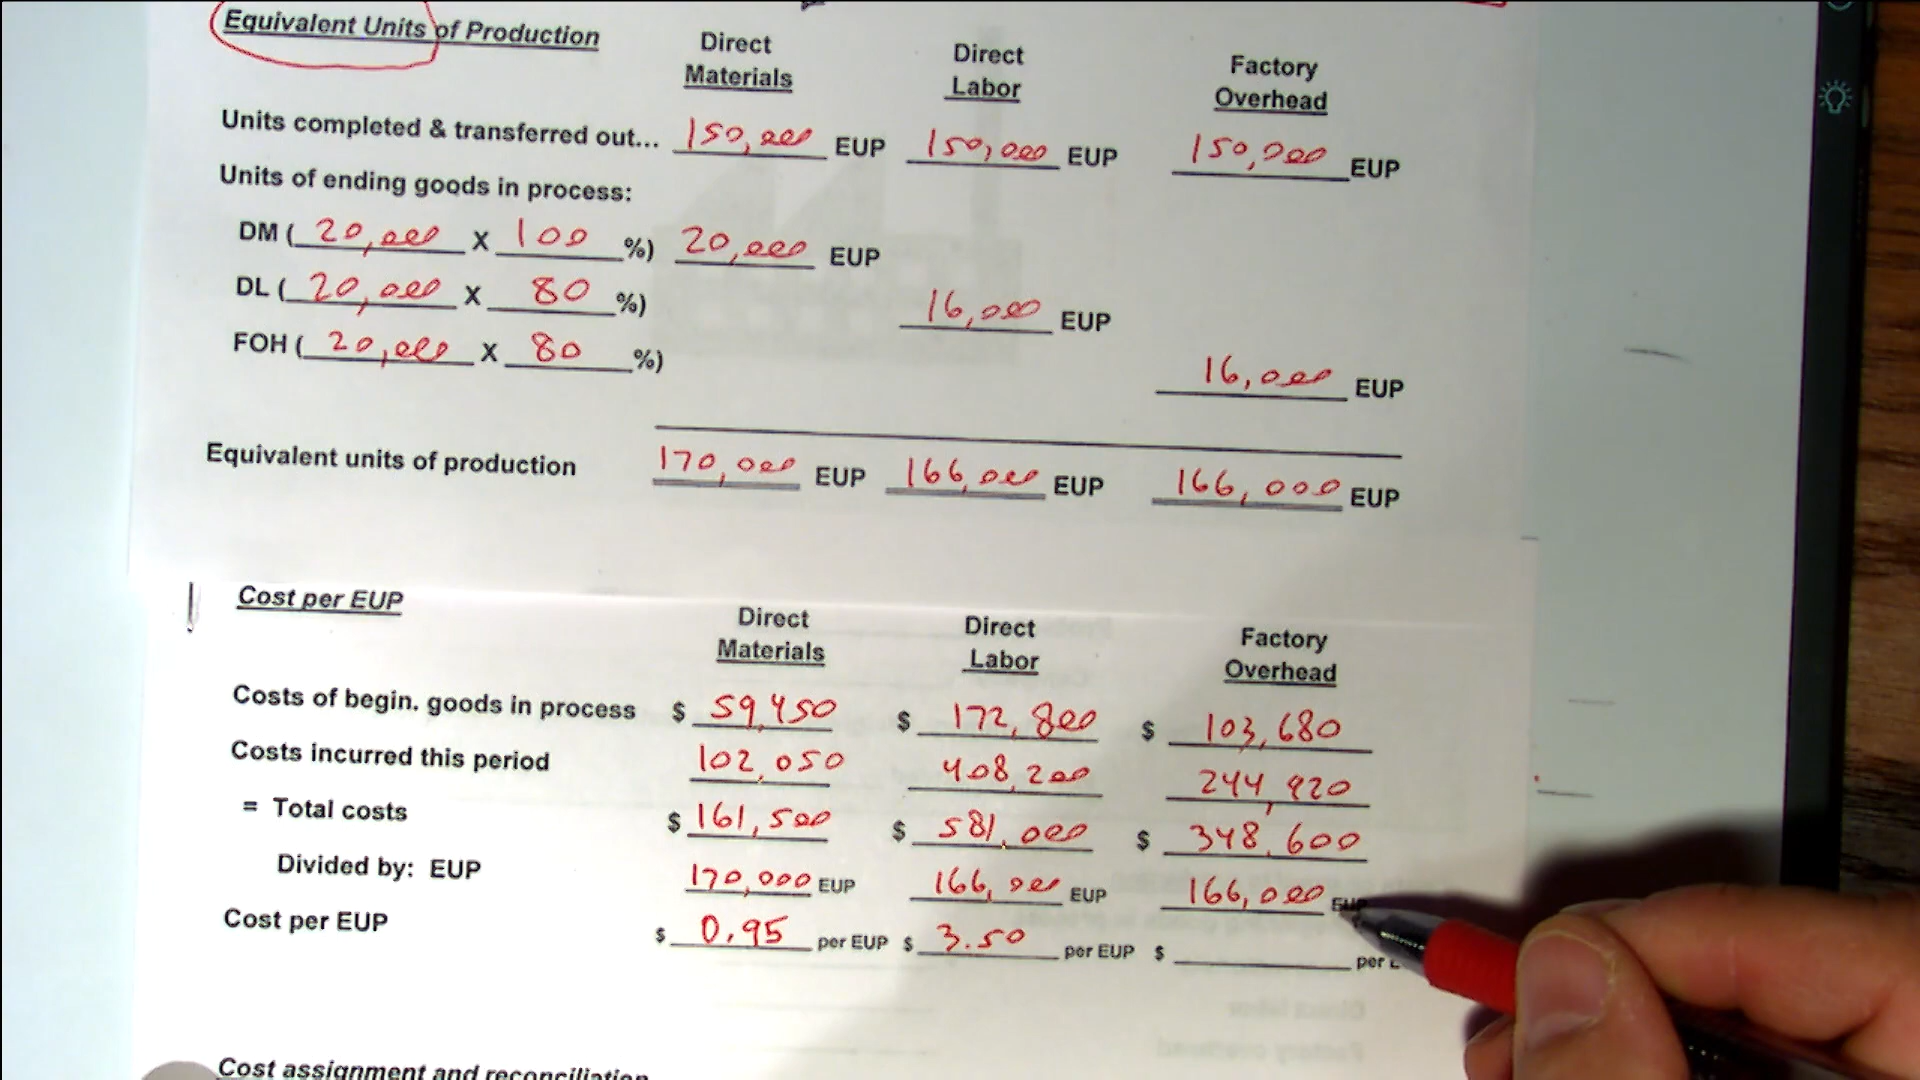 Equivalent Units of Production
Direct Materials
Direct Labor
Factory Overhead
Units completed & transferred out... 150,000 EUP 150,000 EUP 150,000 EUP
Units of ending goods in process:
DM ( 20,000 X 100 %) 20,000 EUP
DL ( 20,000 X 80 %) 16,000 EUP
FOH ( 20,000 X 80 %) 16,000 EUP
Equivalent units of production 170,000 EUP 166,000 EUP 166,000 EUP
Cost per EUP
Direct Materials
Direct Labor
Factory Overhead
Costs of begin. goods in process $ 59,450 $ 172,800 $ 103,680
Costs incurred this period 102,050 408,200 244,920
= Total costs $ 161,500 $ 581,000 $ 348,600
Divided by: EUP 170,000 EUP 166,000 EUP 166,000 EUP
Cost per EUP $ 0.95 per EUP $ 3.50 per EUP $ per
Cost assignment and reconciliation